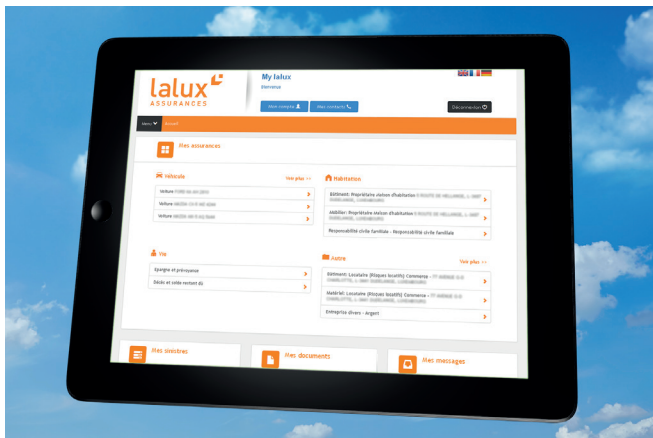 lalux
ASSURANCES
My lalux
Bienvenue
Mon compte
Mes contacts
Déconnexion
Menu
Accueil
Mes assurances
Véhicule
Voir plus >>
Voiture
Voiture
Voiture
Habitation
Bâtiment: Propriétaire maison d'habitation
Mobilier: Propriétaire maison d'habitation
Responsabilité civile familiale - Responsabilité civile familiale
Vie
Epargne et prévoyance
Décès et solde restant dû
Autre
Voir plus >>
Bâtiment: Locataire (Risques locatifs) Commerce -
Matériel: Locataire (Risques locatifs) Commerce -
Entreprise divers - Argent
Mes sinistres
Mes documents
Mes messages